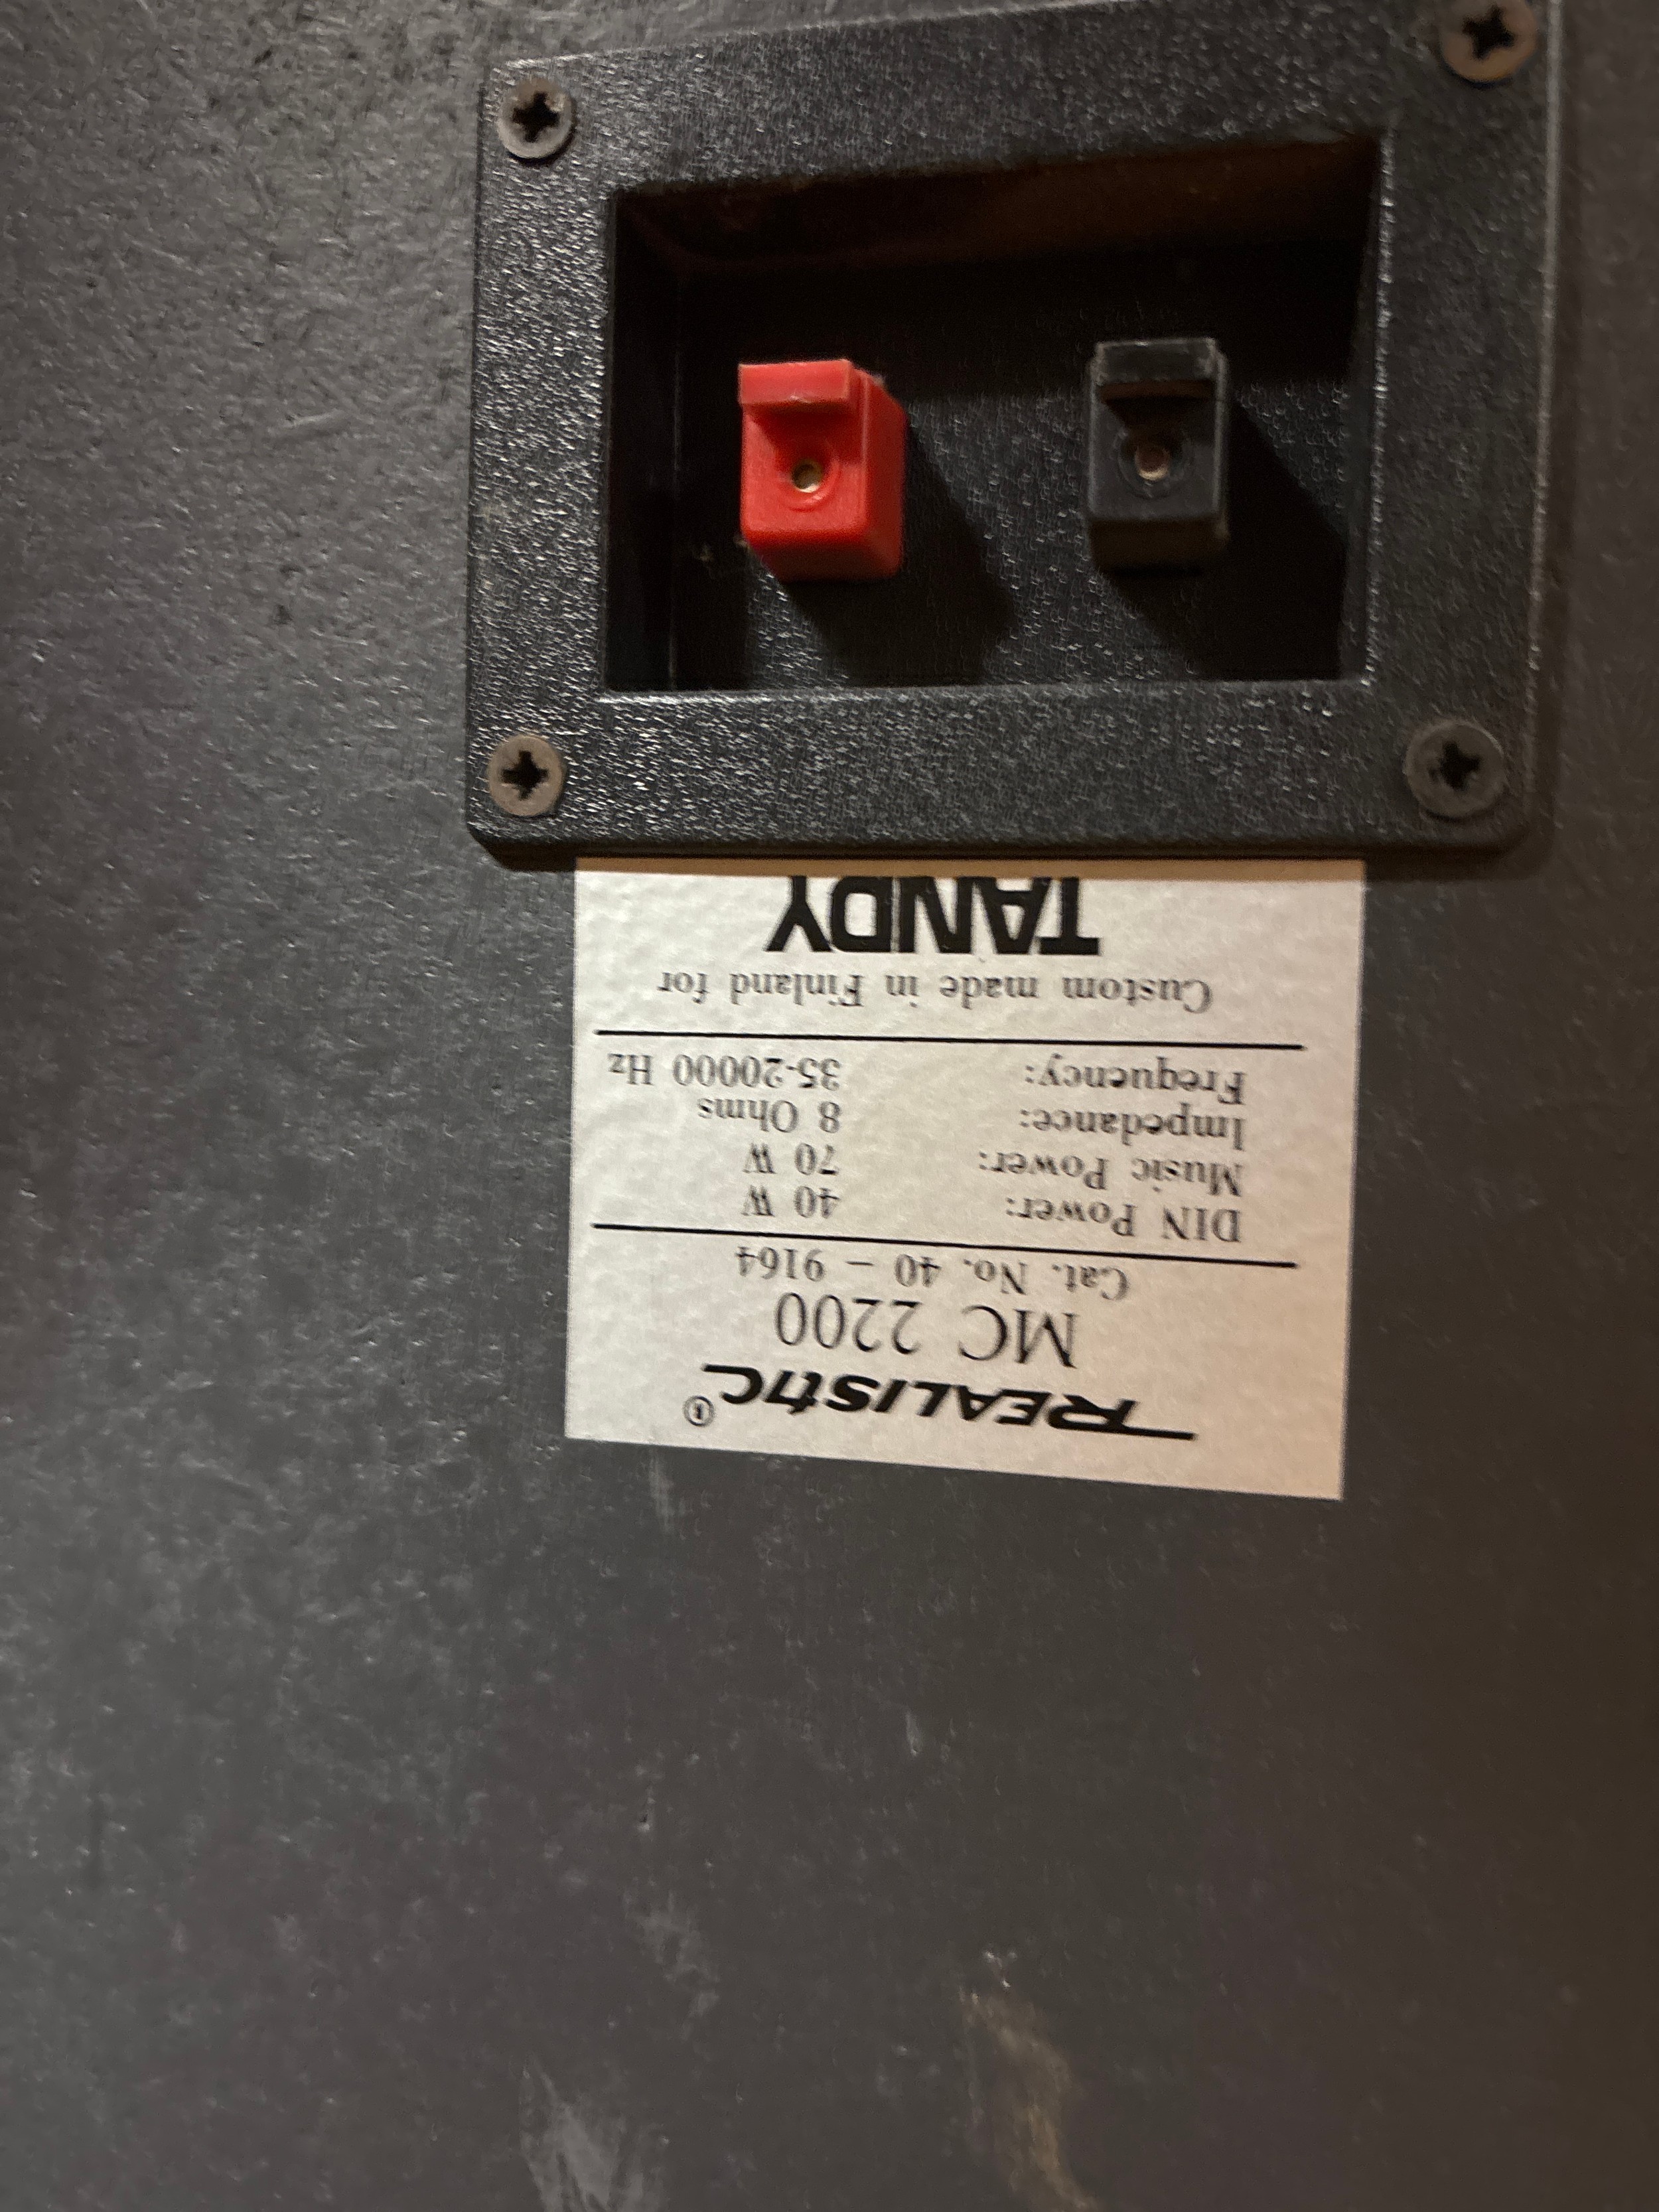 REALISTIC®
MC 2200
Cat. No. 40 – 9164
DIN Power: 40 W
Music Power: 70 W
Impedance: 8 Ohms
Frequency: 35-20000 Hz
Custom made in Finland for
TANDY